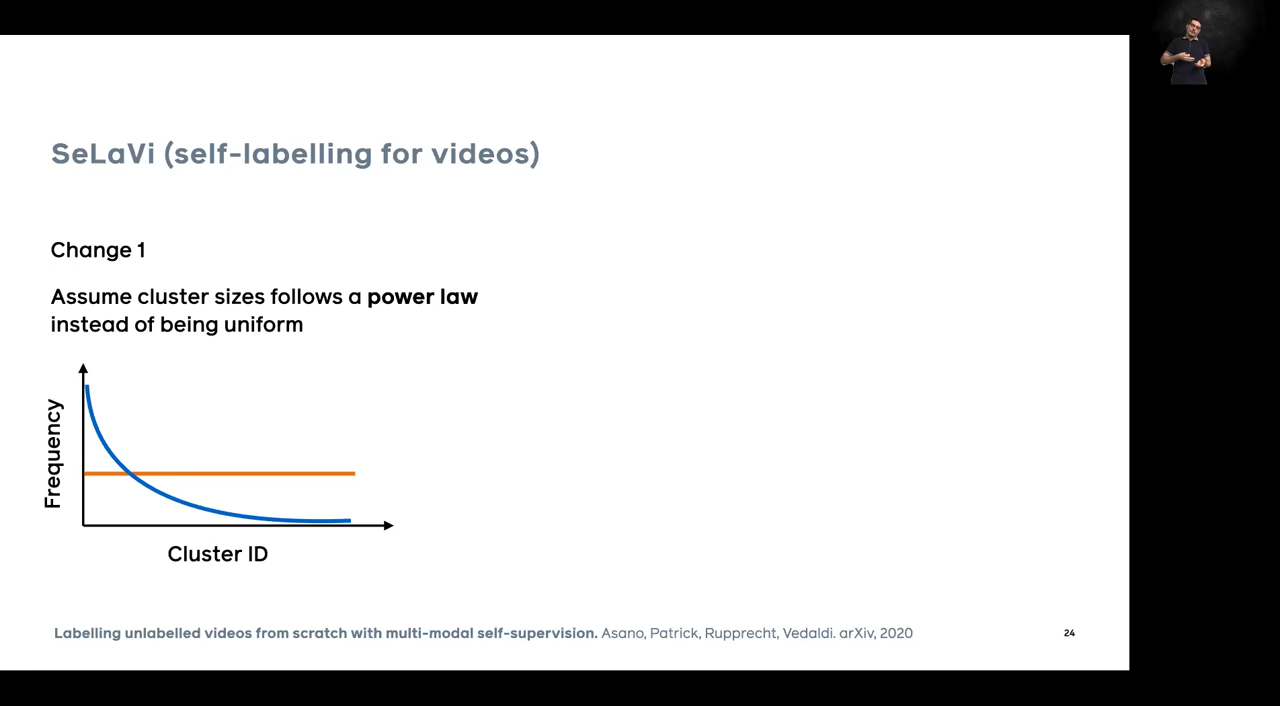 SeLaVi (self-labelling for videos)
Change 1
Assume cluster sizes follows a power law
instead of being uniform
Frequency
Cluster ID
Labelling unlabelled videos from scratch with multi-modal self-supervision. Asano, Patrick, Rupprecht, Vedaldi. arXiv, 2020
24